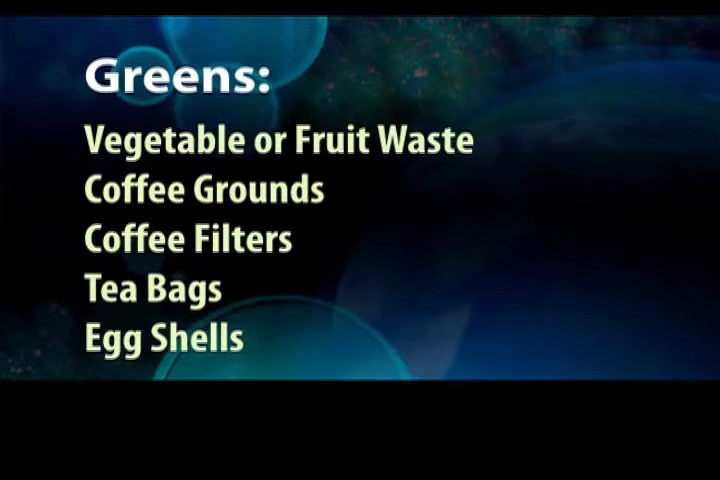 Greens:
Vegetable or Fruit Waste
Coffee Grounds
Coffee Filters
Tea Bags
Egg Shells